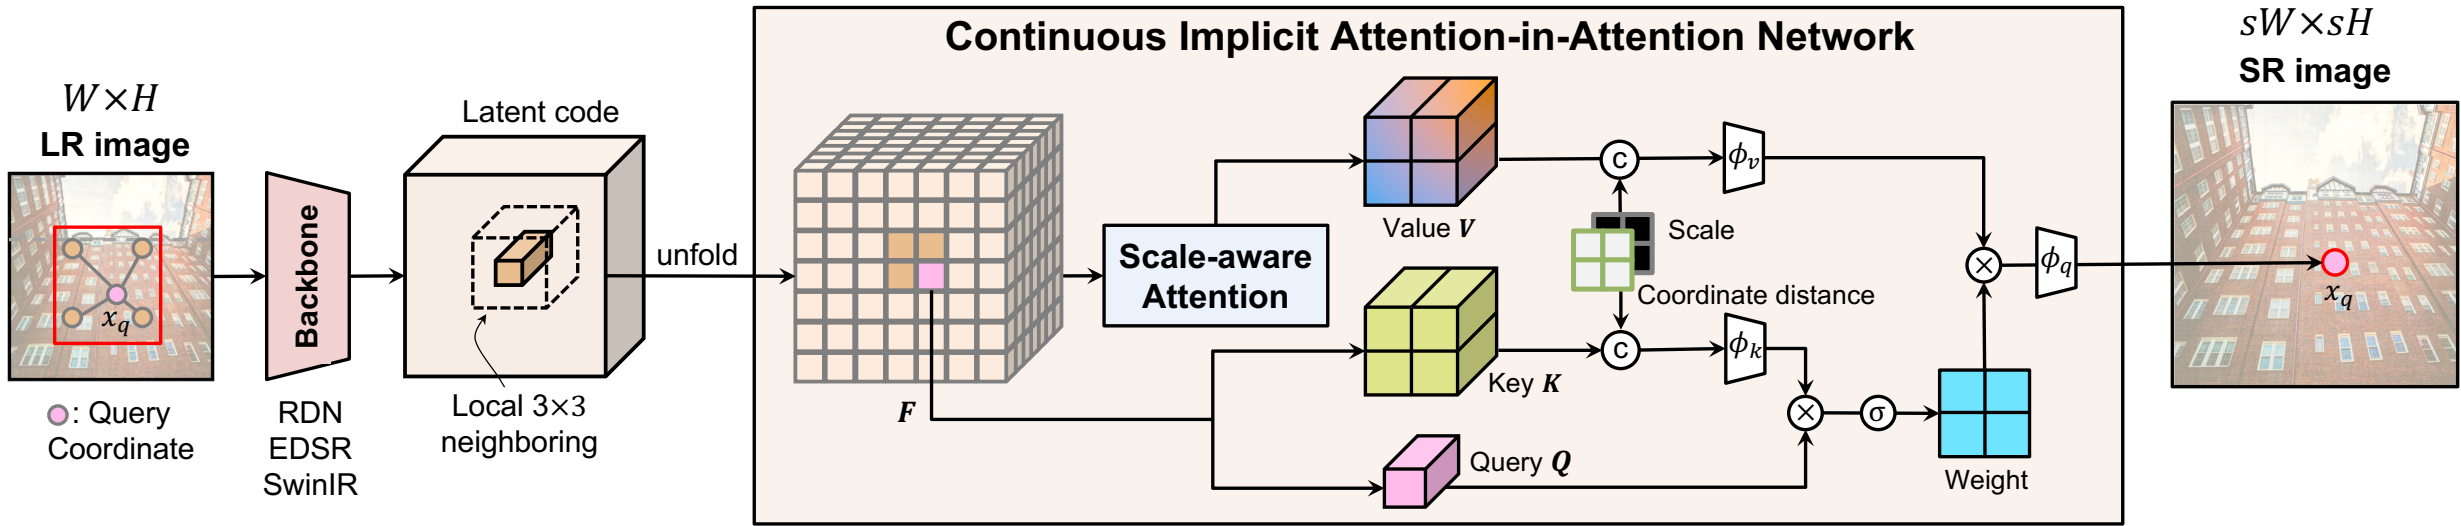 Continuous Implicit Attention-in-Attention Network
W×H
LR image
x_q
: Query
Coordinate
Backbone
RDN
EDSR
SwinIR
Latent code
Local 3×3
neighboring
unfold
F
Scale-aware
Attention
Value V
Key K
Query Q
Scale
Coordinate distance
C
C
ϕ_v
ϕ_k
×
σ
Weight
×
ϕ_q
sW×sH
SR image
x_q